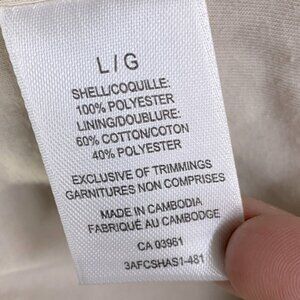 L / G
SHELL/COQUILLE:
100% POLYESTER
LINING/DOUBLURE:
60% COTTON/COTON
40% POLYESTER
EXCLUSIVE OF TRIMMINGS
GARNITURES NON COMPRISES
MADE IN CAMBODIA
FABRIQUÉ AU CAMBODGE
CA 03961
3AFCSHAS1-481